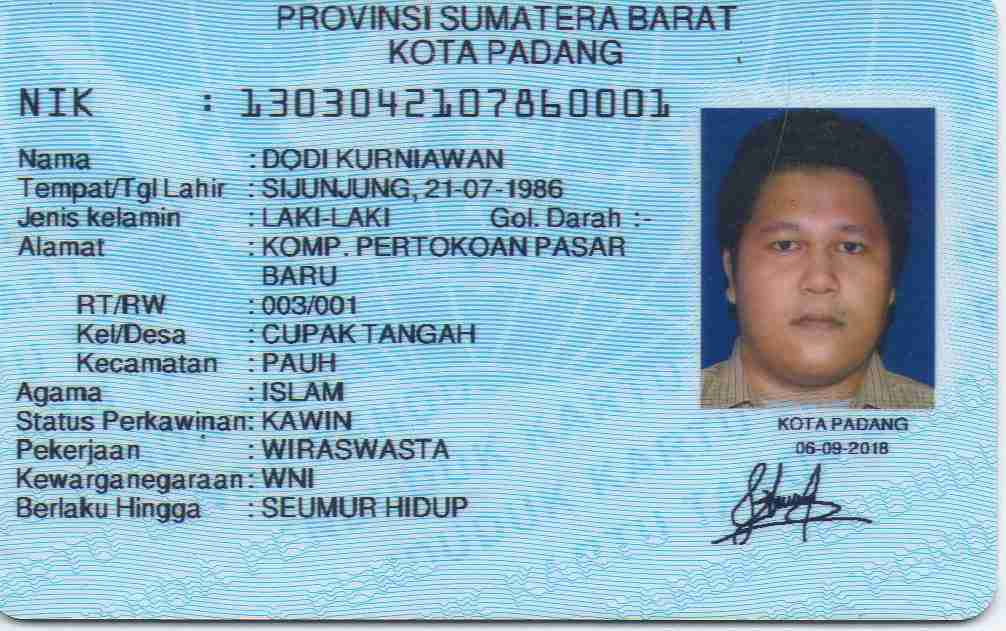 PROVINSI SUMATERA BARAT
KOTA PADANG
NIK : 1303042107860001
Nama : DODI KURNIAWAN
Tempat/Tgl Lahir : SIJUNJUNG, 21-07-1986
Jenis kelamin : LAKI-LAKI Gol. Darah :-
Alamat : KOMP. PERTOKOAN PASAR
BARU
RT/RW : 003/001
Kel/Desa : CUPAK TANGAH
Kecamatan : PAUH
Agama : ISLAM
Status Perkawinan: KAWIN
Pekerjaan : WIRASWASTA
Kewarganegaraan: WNI
Berlaku Hingga : SEUMUR HIDUP
KOTA PADANG
06-09-2018